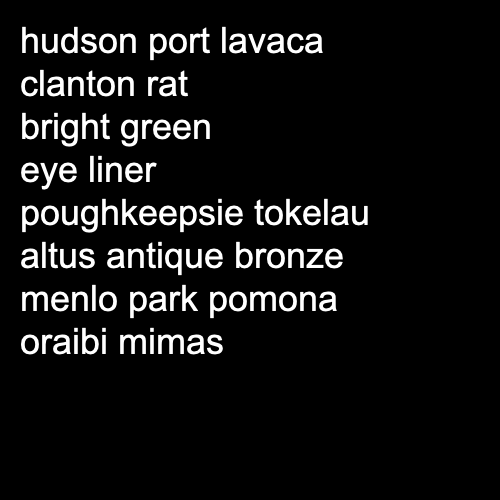 hudson port lavaca
clanton rat
bright green
eye liner
poughkeepsie tokelau
altus antique bronze
menlo park pomona
oraibi mimas